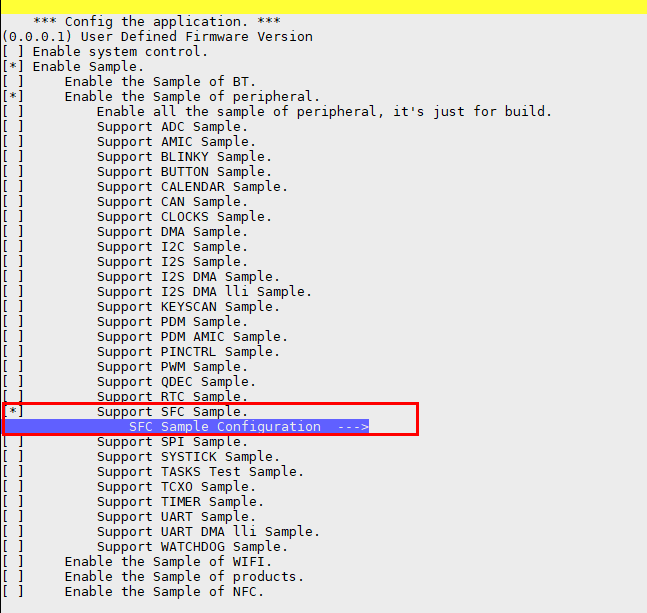 *** Config the application. ***
(0.0.0.1) User Defined Firmware Version
[ ] Enable system control.
[*] Enable Sample.
[ ]     Enable the Sample of BT.
[*]     Enable the Sample of peripheral.
[ ]         Enable all the sample of peripheral, it's just for build.
[ ]         Support ADC Sample.
[ ]         Support AMIC Sample.
[ ]         Support BLINKY Sample.
[ ]         Support BUTTON Sample.
[ ]         Support CALENDAR Sample.
[ ]         Support CAN Sample.
[ ]         Support CLOCKS Sample.
[ ]         Support DMA Sample.
[ ]         Support I2C Sample.
[ ]         Support I2S Sample.
[ ]         Support I2S DMA Sample.
[ ]         Support I2S DMA lli Sample.
[ ]         Support KEYSCAN Sample.
[ ]         Support PDM Sample.
[ ]         Support PDM AMIC Sample.
[ ]         Support PINCTRL Sample.
[ ]         Support PWM Sample.
[ ]         Support QDEC Sample.
[ ]         Support RTC Sample.
[*]         Support SFC Sample.
SFC Sample Configuration  --->
[ ]         Support SPI Sample.
[ ]         Support SYSTICK Sample.
[ ]         Support TASKS Test Sample.
[ ]         Support TCXO Sample.
[ ]         Support TIMER Sample.
[ ]         Support UART Sample.
[ ]         Support UART DMA lli Sample.
[ ]         Support WATCHDOG Sample.
[ ]     Enable the Sample of WIFI.
[ ]     Enable the Sample of products.
[ ]     Enable the Sample of NFC.